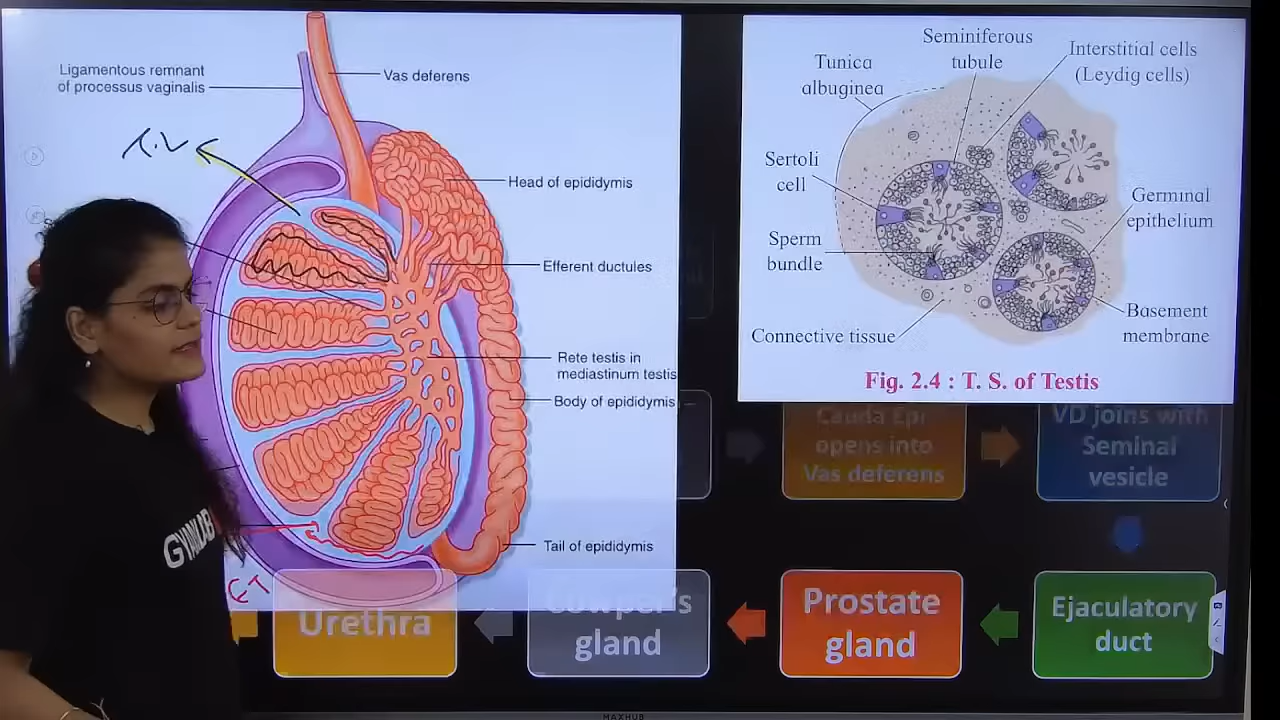 Ligamentous remnant
of processus vaginalis
Vas deferens
Head of epididymis
Efferent ductules
Rete testis in
mediastinum testis
Body of epididymis
Tail of epididymis
Seminiferous
tubule
Tunica
albuginea
Interstitial cells
(Leydig cells)
Sertoli
cell
Germinal
epithelium
Sperm
bundle
Connective tissue
Basement
membrane
Fig. 2.4 : T. S. of Testis
Cauda Epi
opens into
Vas deferens
VD joins with
Seminal
vesicle
Urethra
Cowper's
gland
Prostate
gland
Ejaculatory
duct
MAXHUB